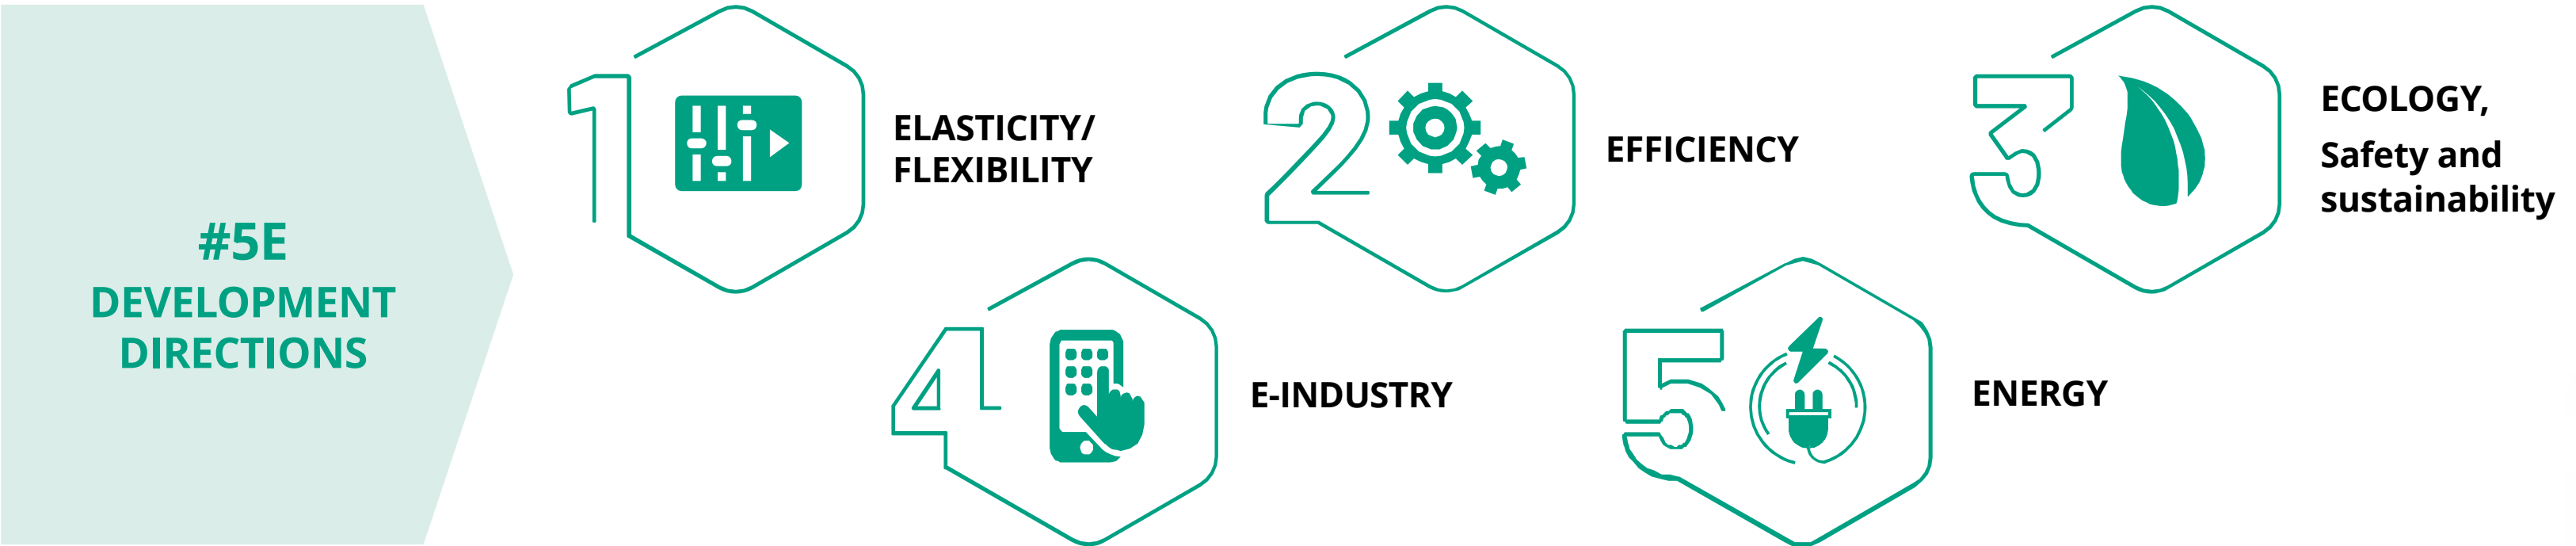 #5E
DEVELOPMENT
DIRECTIONS
1
ELASTICITY/
FLEXIBILITY
2
EFFICIENCY
3
ECOLOGY,
Safety and
sustainability
4
E-INDUSTRY
5
ENERGY